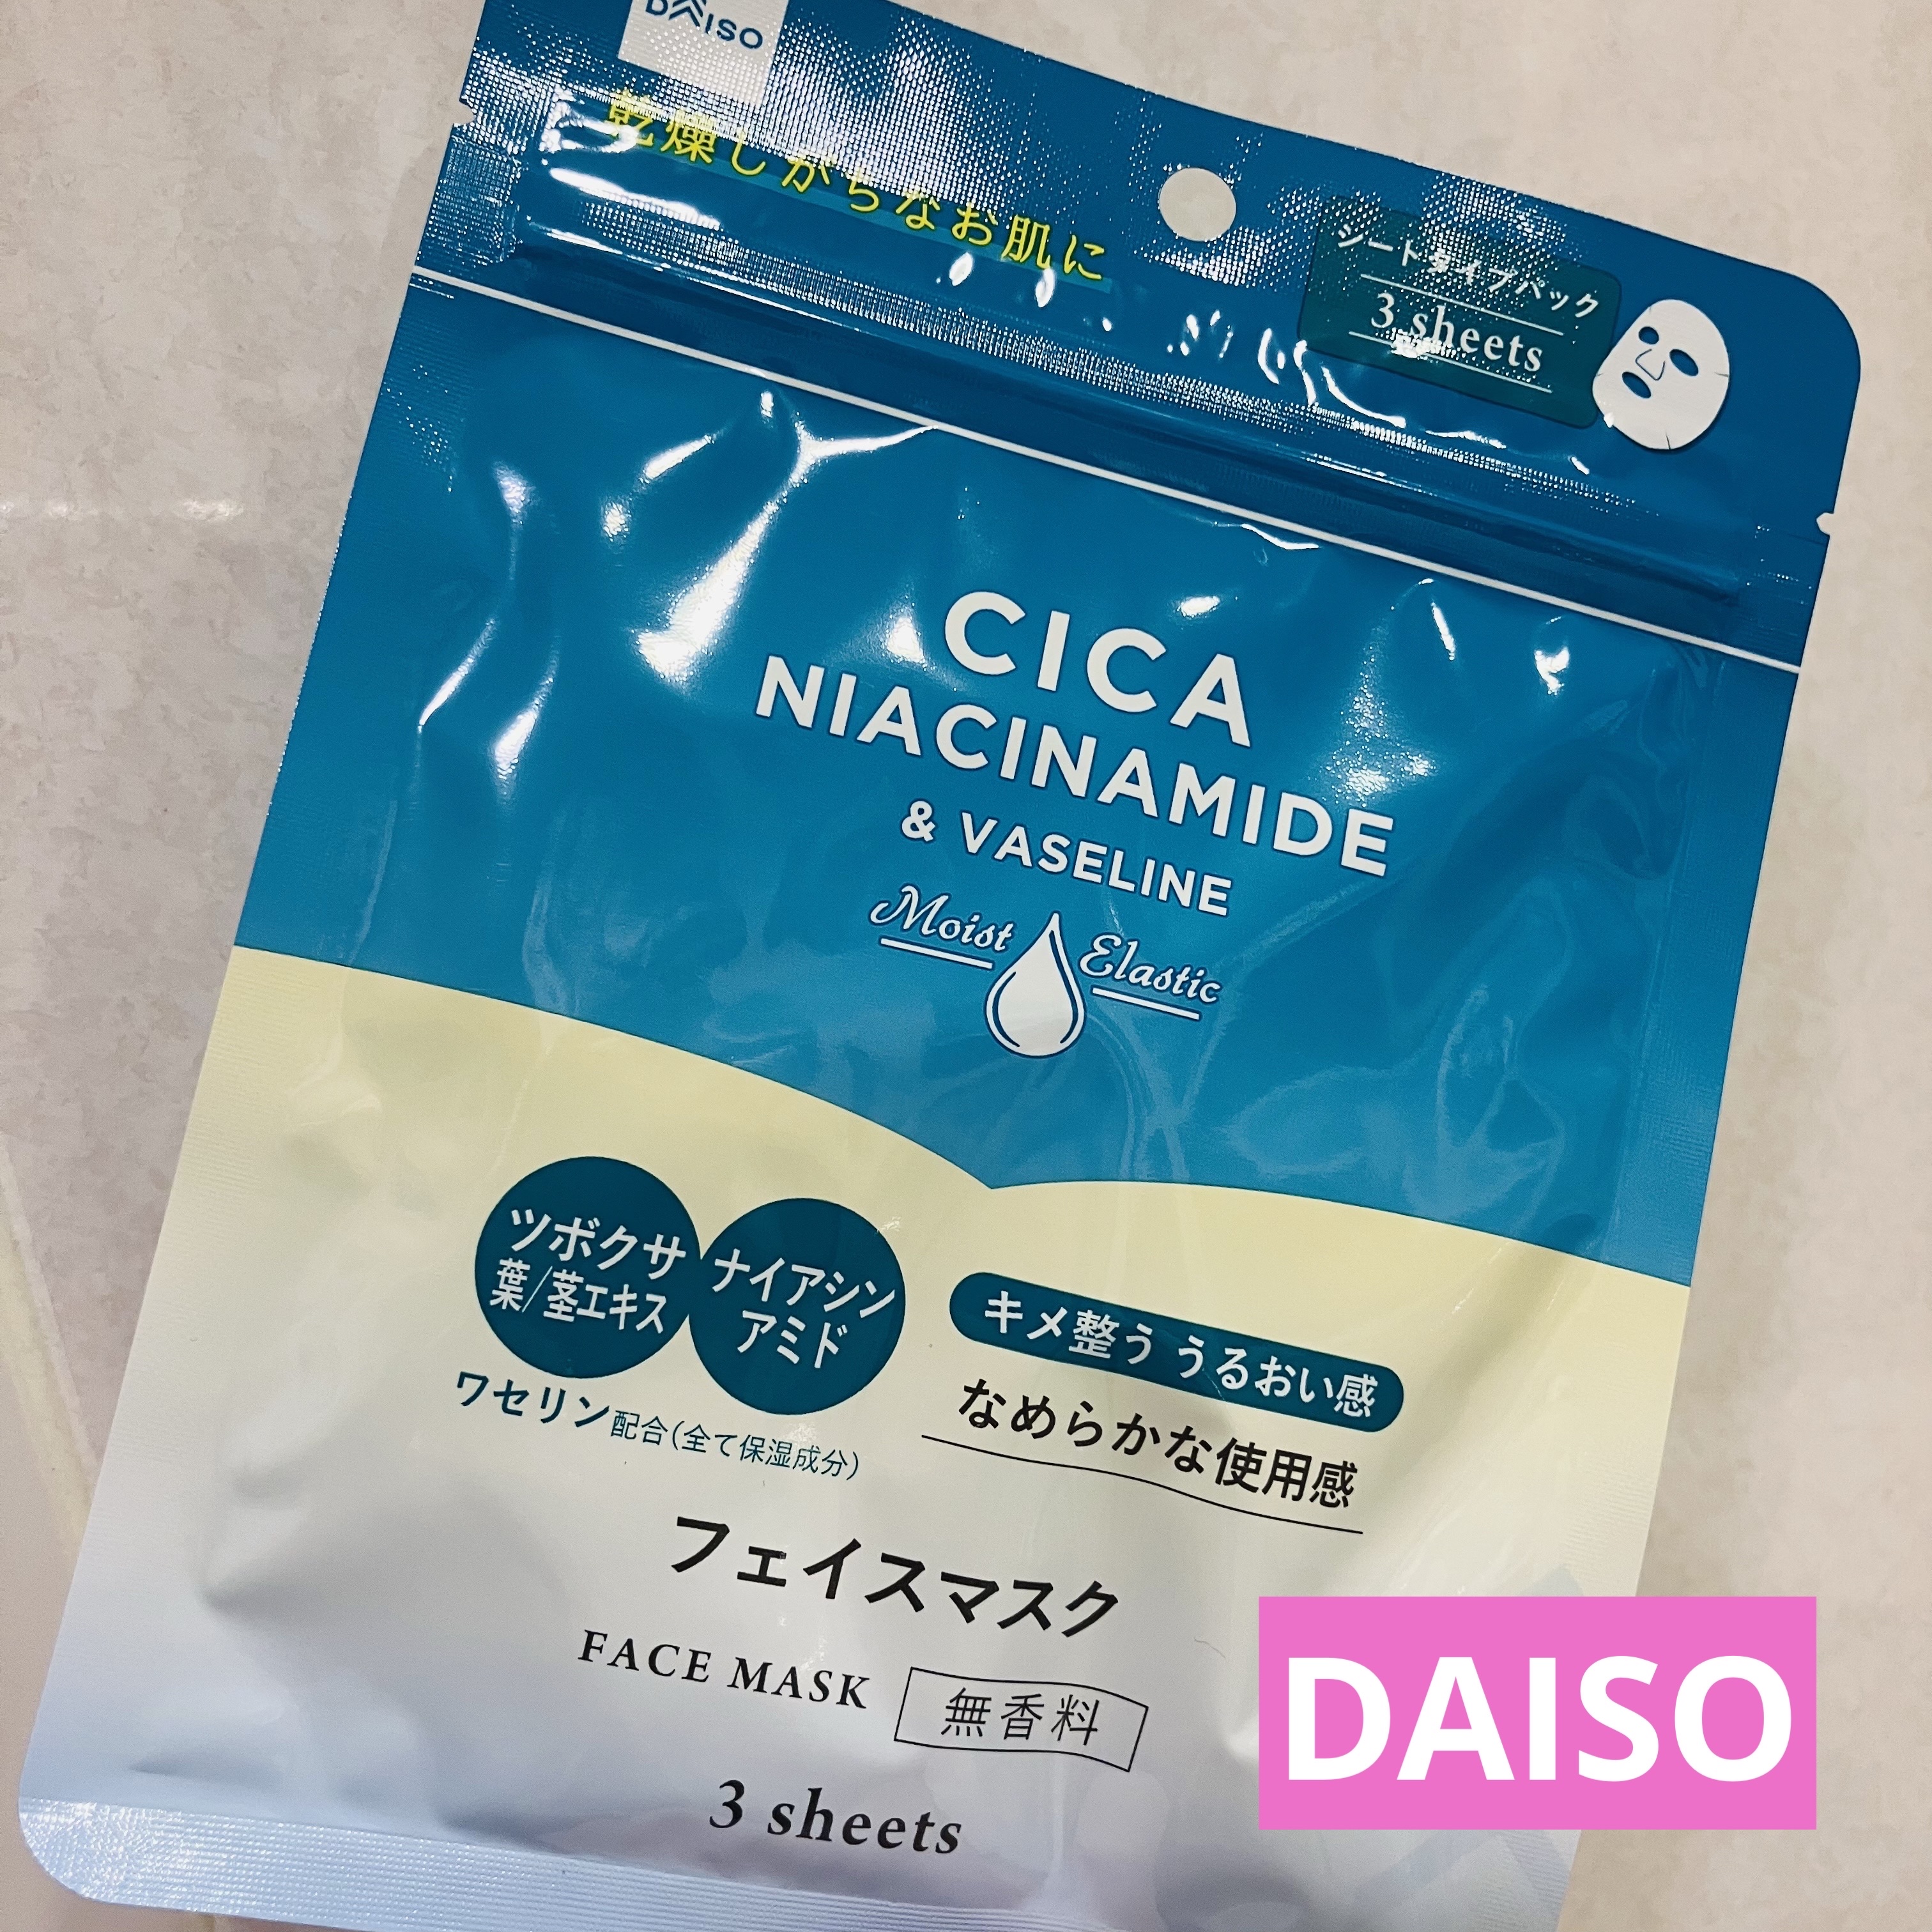 DAISO
乾燥しがちなお肌に
シートタイプパック
3 sheets
CICA
NIACINAMIDE
& VASELINE
Moist Elastic
ツボクサ
葉/茎エキス
ナイアシン
アミド
ワセリン配合(全て保湿成分)
キメ整う うるおい感
なめらかな使用感
フェイスマスク
FACE MASK 無香料
3 sheets
DAISO